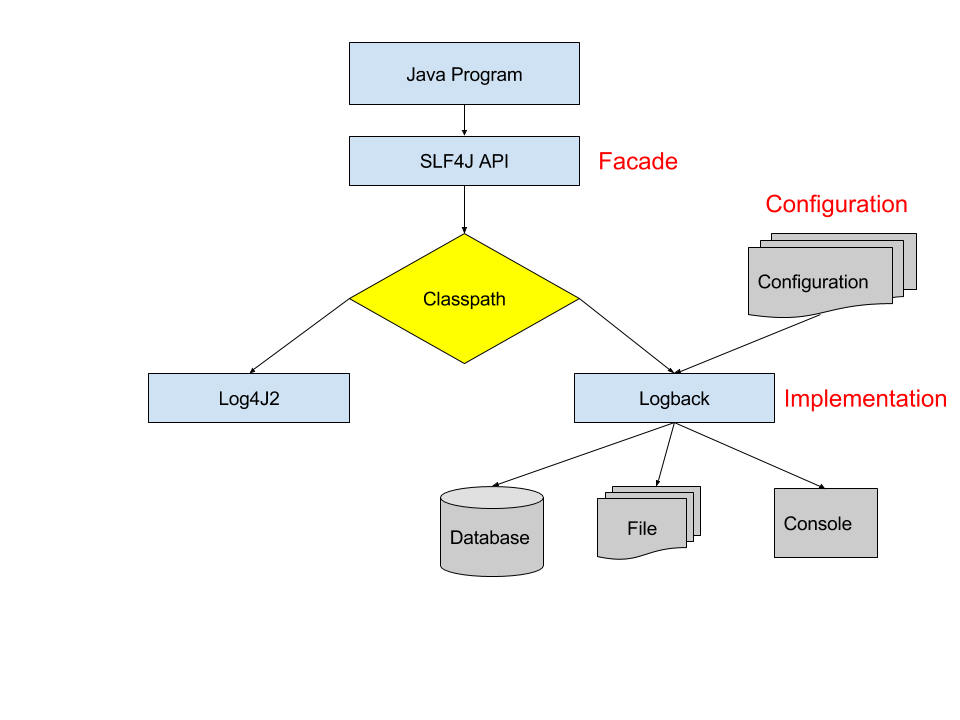 Java Program
SLF4J API
Facade
Configuration
Configuration
Classpath
Log4J2
Logback
Implementation
Database
File
Console